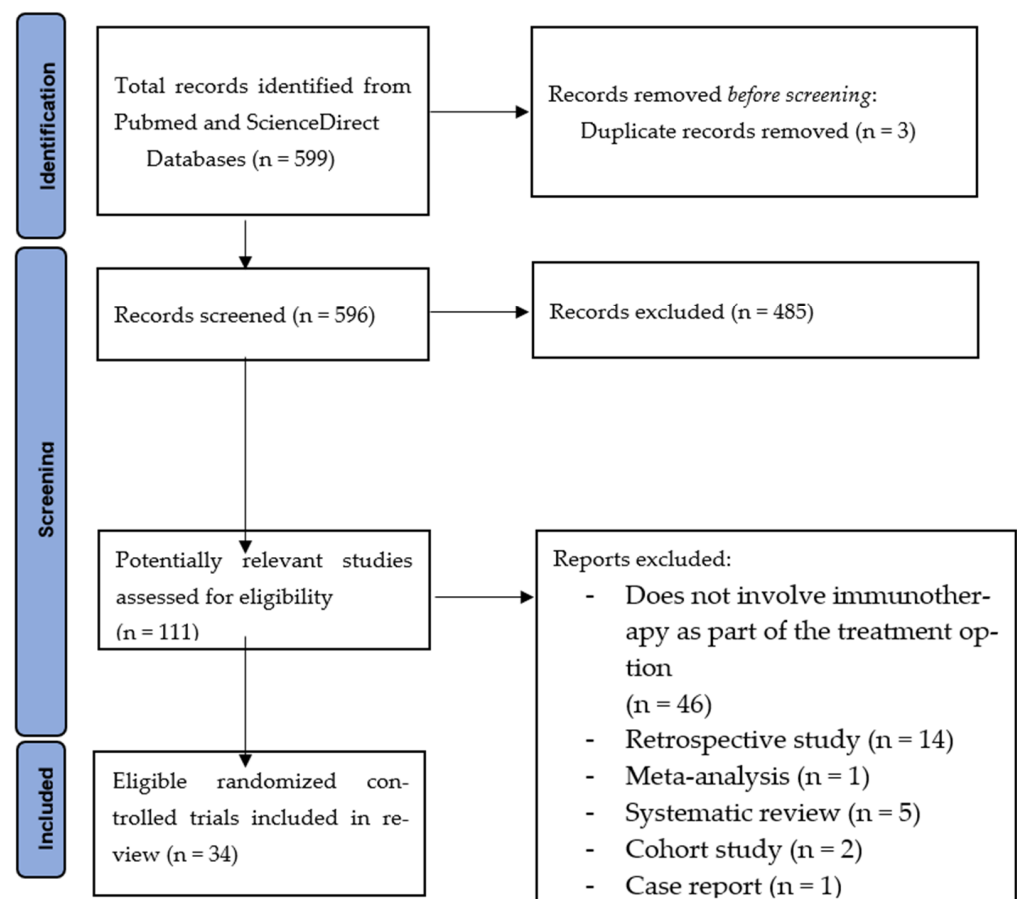 Identification
Total records identified from
Pubmed and ScienceDirect
Databases (n = 599)
Records removed before screening:
Duplicate records removed (n = 3)
Screening
Records screened (n = 596)
Records excluded (n = 485)
Potentially relevant studies
assessed for eligibility
(n = 111)
Reports excluded:
- Does not involve immunother-
apy as part of the treatment op-
tion
(n = 46)
- Retrospective study (n = 14)
- Meta-analysis (n = 1)
- Systematic review (n = 5)
- Cohort study (n = 2)
- Case report (n = 1)
Included
Eligible randomized con-
trolled trials included in re-
view (n = 34)